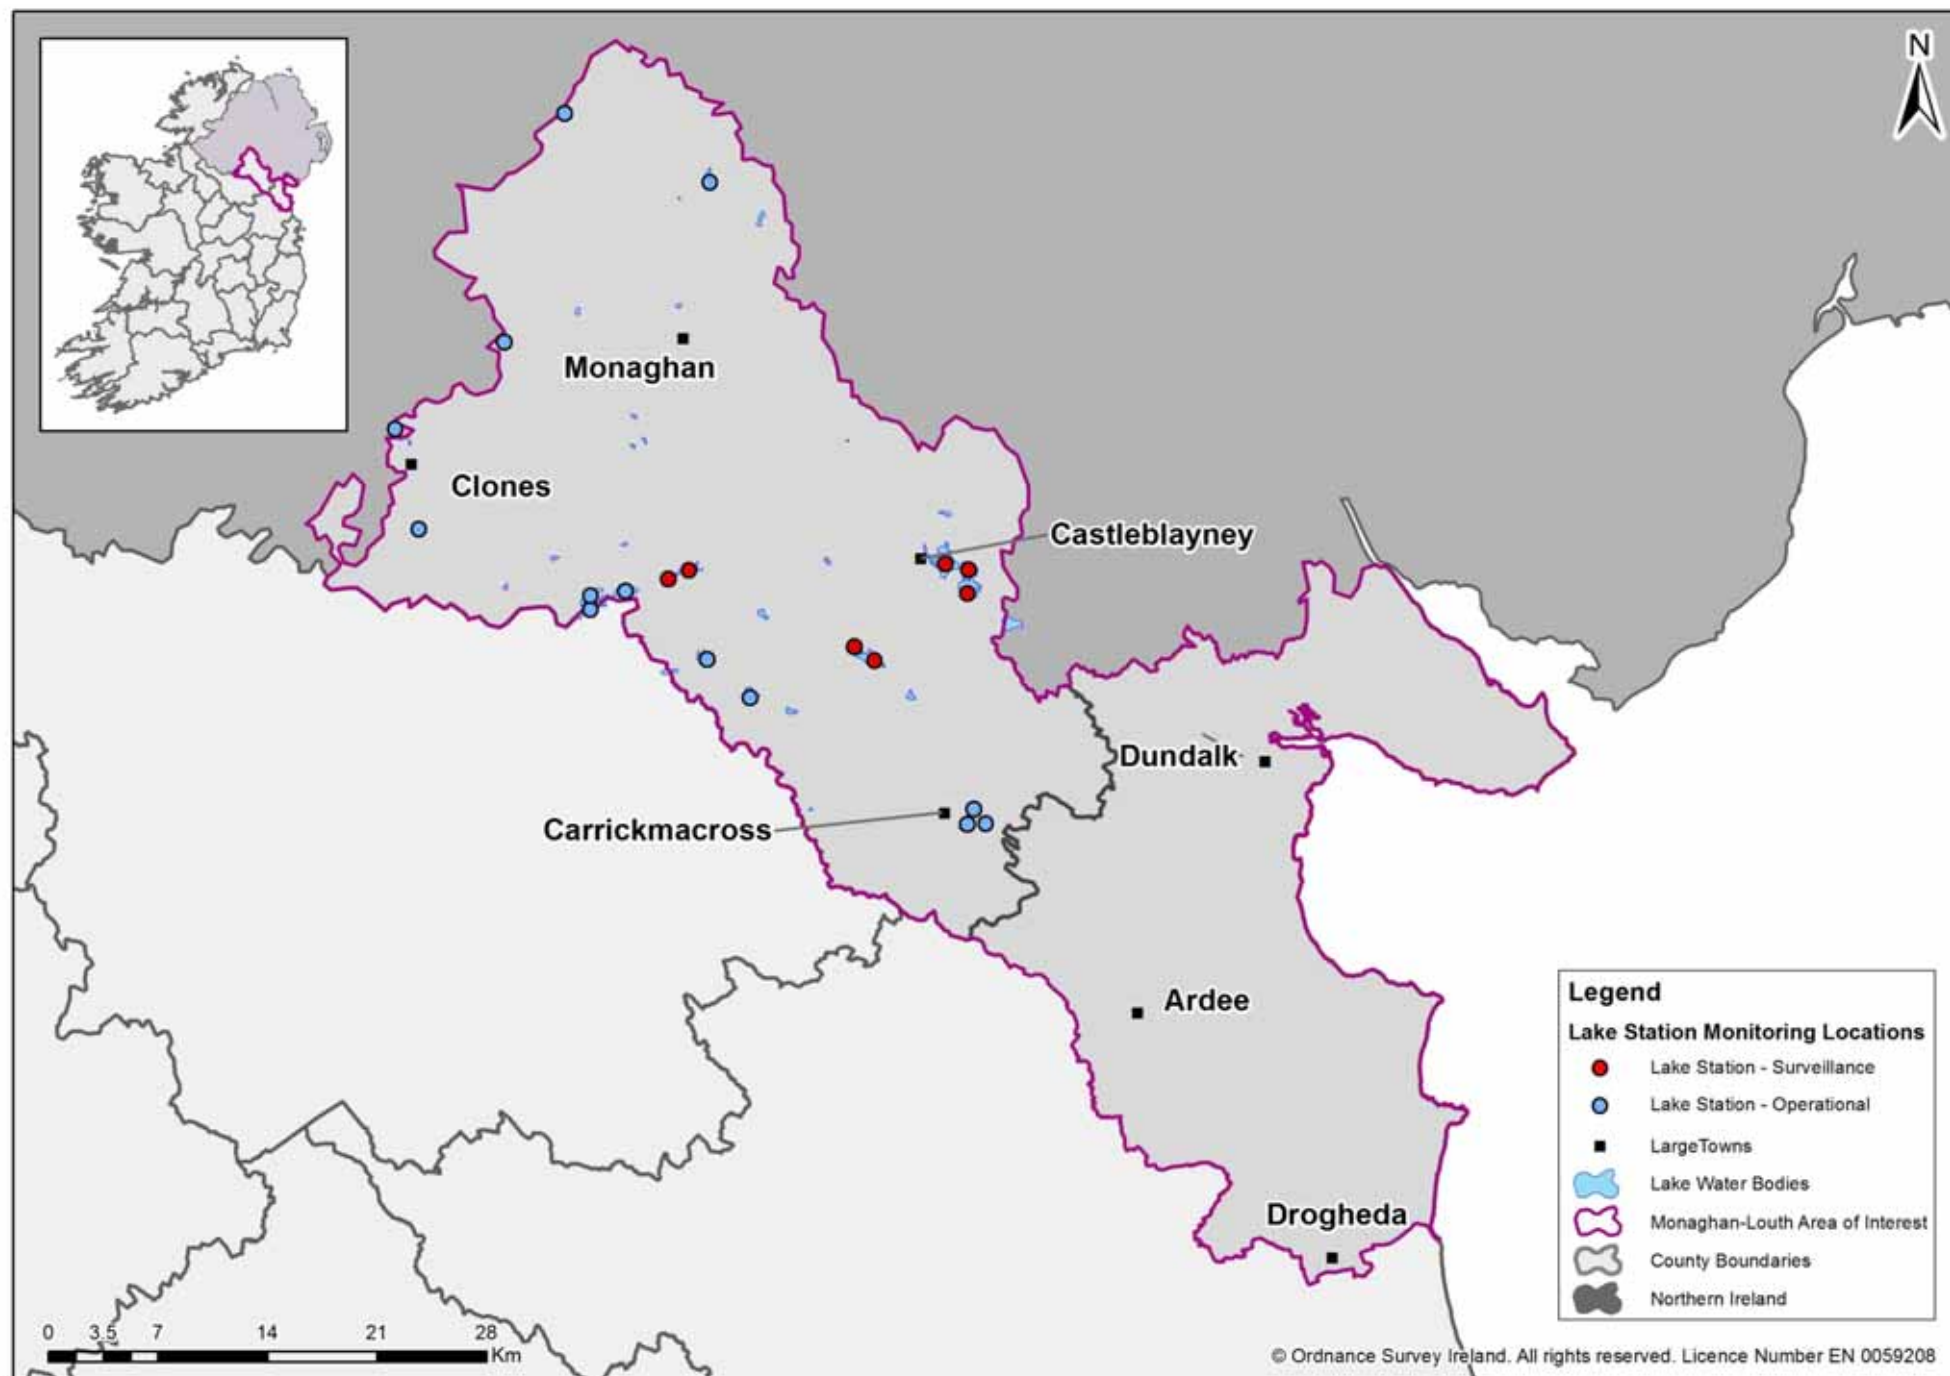 N
Monaghan
Clones
Castleblayney
Dundalk
Carrickmacross
Ardee
Drogheda
Legend
Lake Station Monitoring Locations
Lake Station - Surveillance
Lake Station - Operational
LargeTowns
Lake Water Bodies
Monaghan-Louth Area of Interest
County Boundaries
Northern Ireland
0 3.5 7 14 21 28
Km
© Ordnance Survey Ireland. All rights reserved. Licence Number EN 0059208